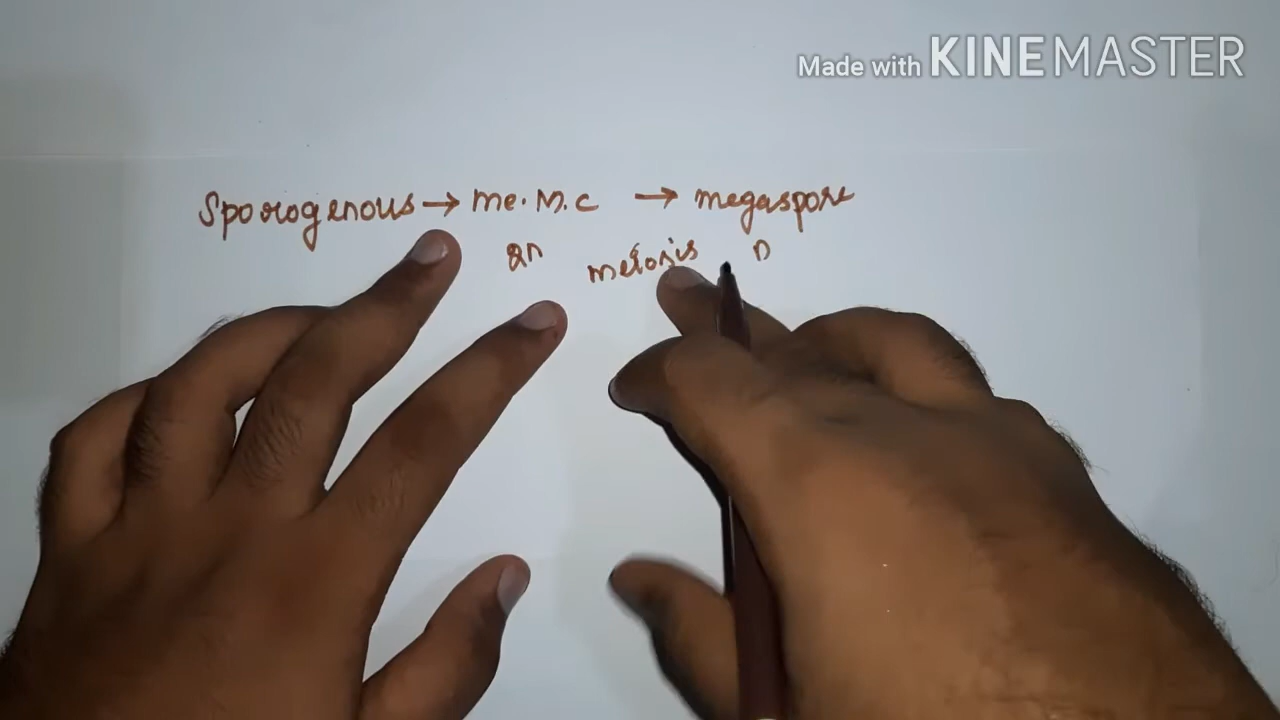 Made with KINEMASTER
Sporogenous → Me.M.C → megaspore
2n meiosis n